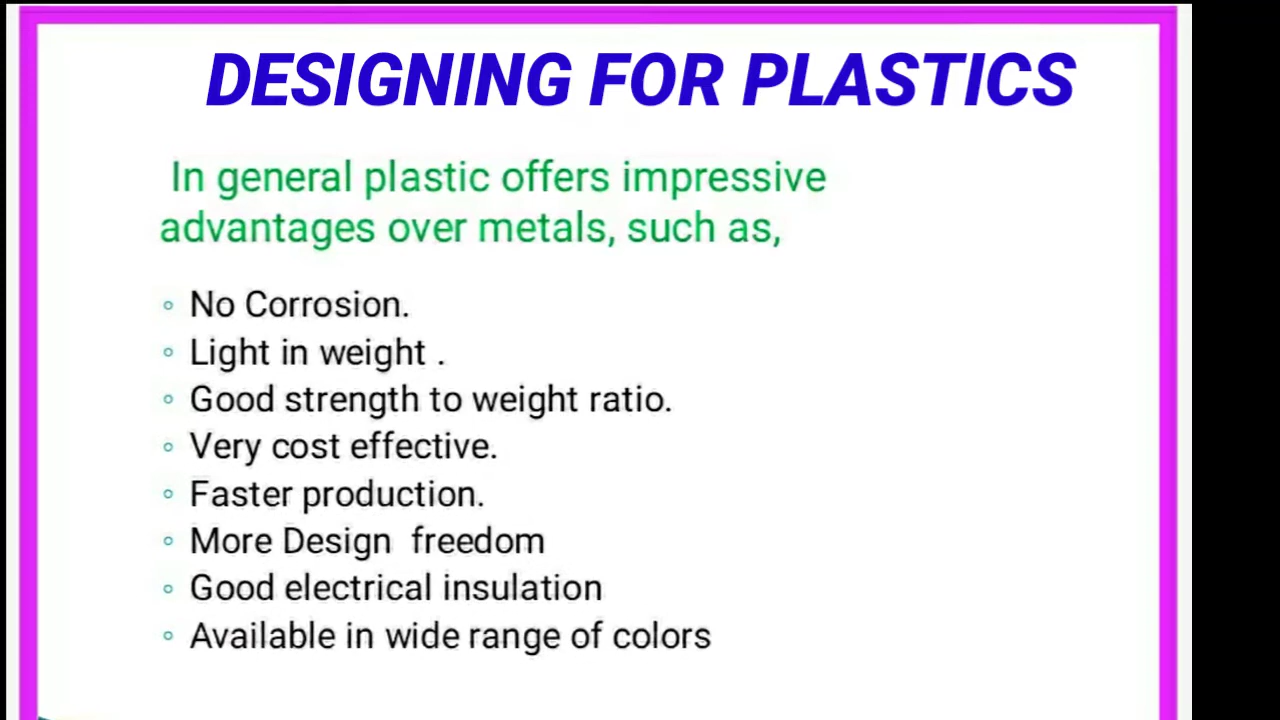 DESIGNING FOR PLASTICS
In general plastic offers impressive
advantages over metals, such as,
◦ No Corrosion.
◦ Light in weight .
◦ Good strength to weight ratio.
◦ Very cost effective.
◦ Faster production.
◦ More Design  freedom
◦ Good electrical insulation
◦ Available in wide range of colors